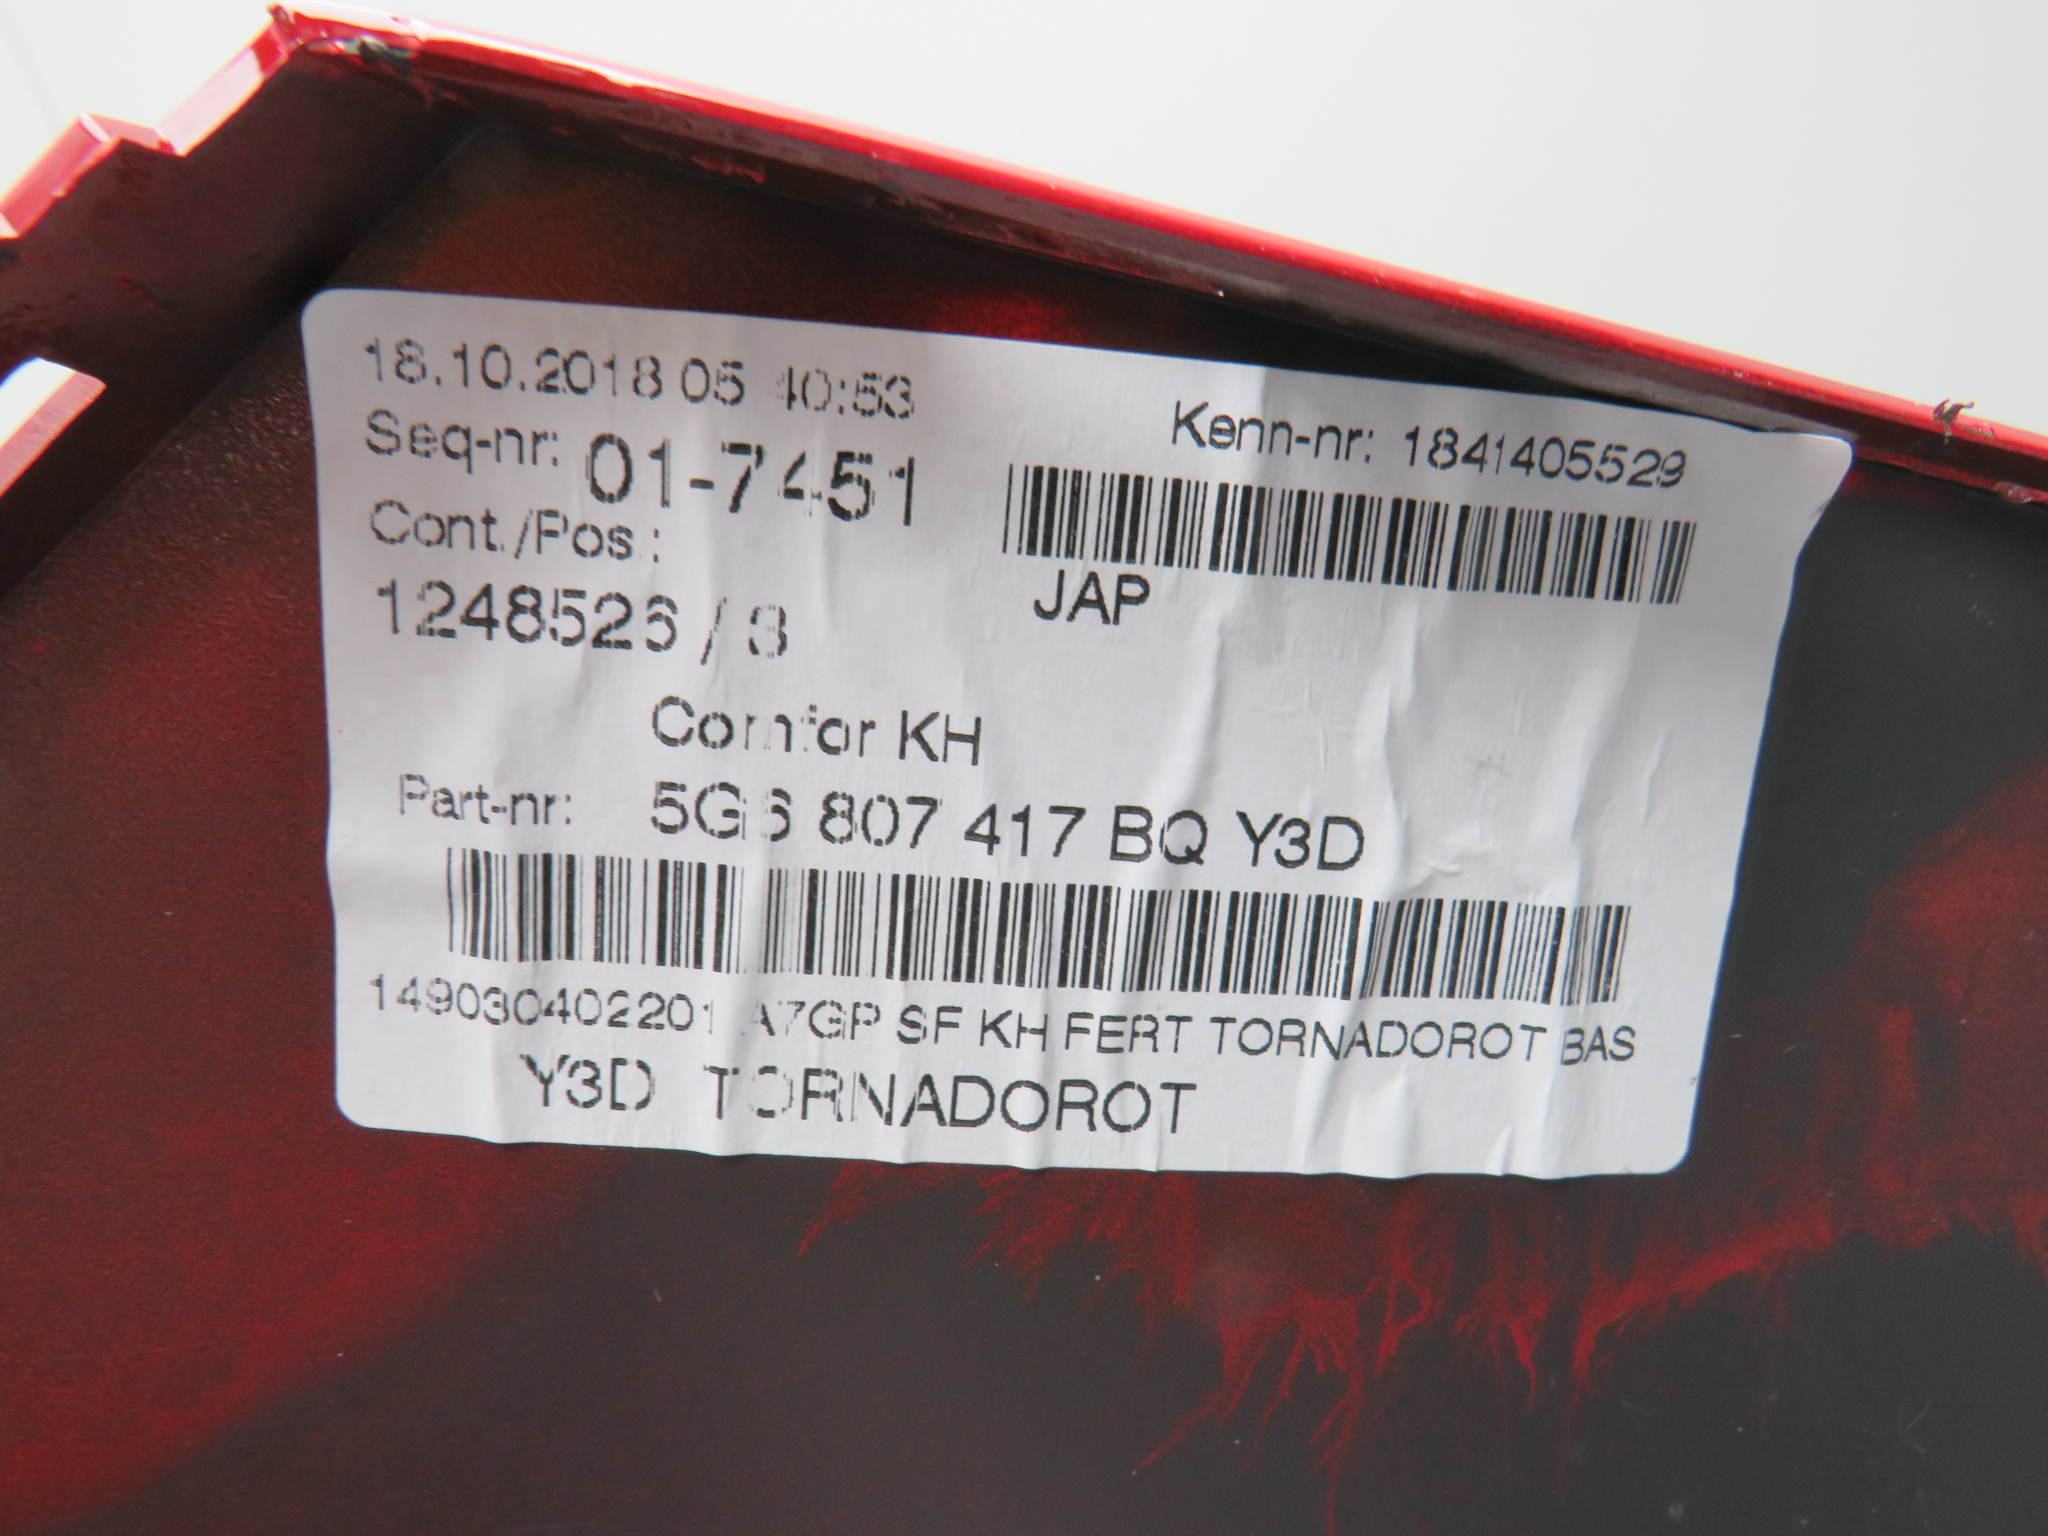 18.10.2018 05 40:53
Kenn-nr: 1841405529
Seq-nr: 01-7451
Cont./Pos.:
JAP
1248526 / 3
Comfor KH
Part-nr: 5G6 807 417 BQ Y3D
149030402201 A7GP SF KH FERT TORNADOROT BAS
Y3D TORNADOROT